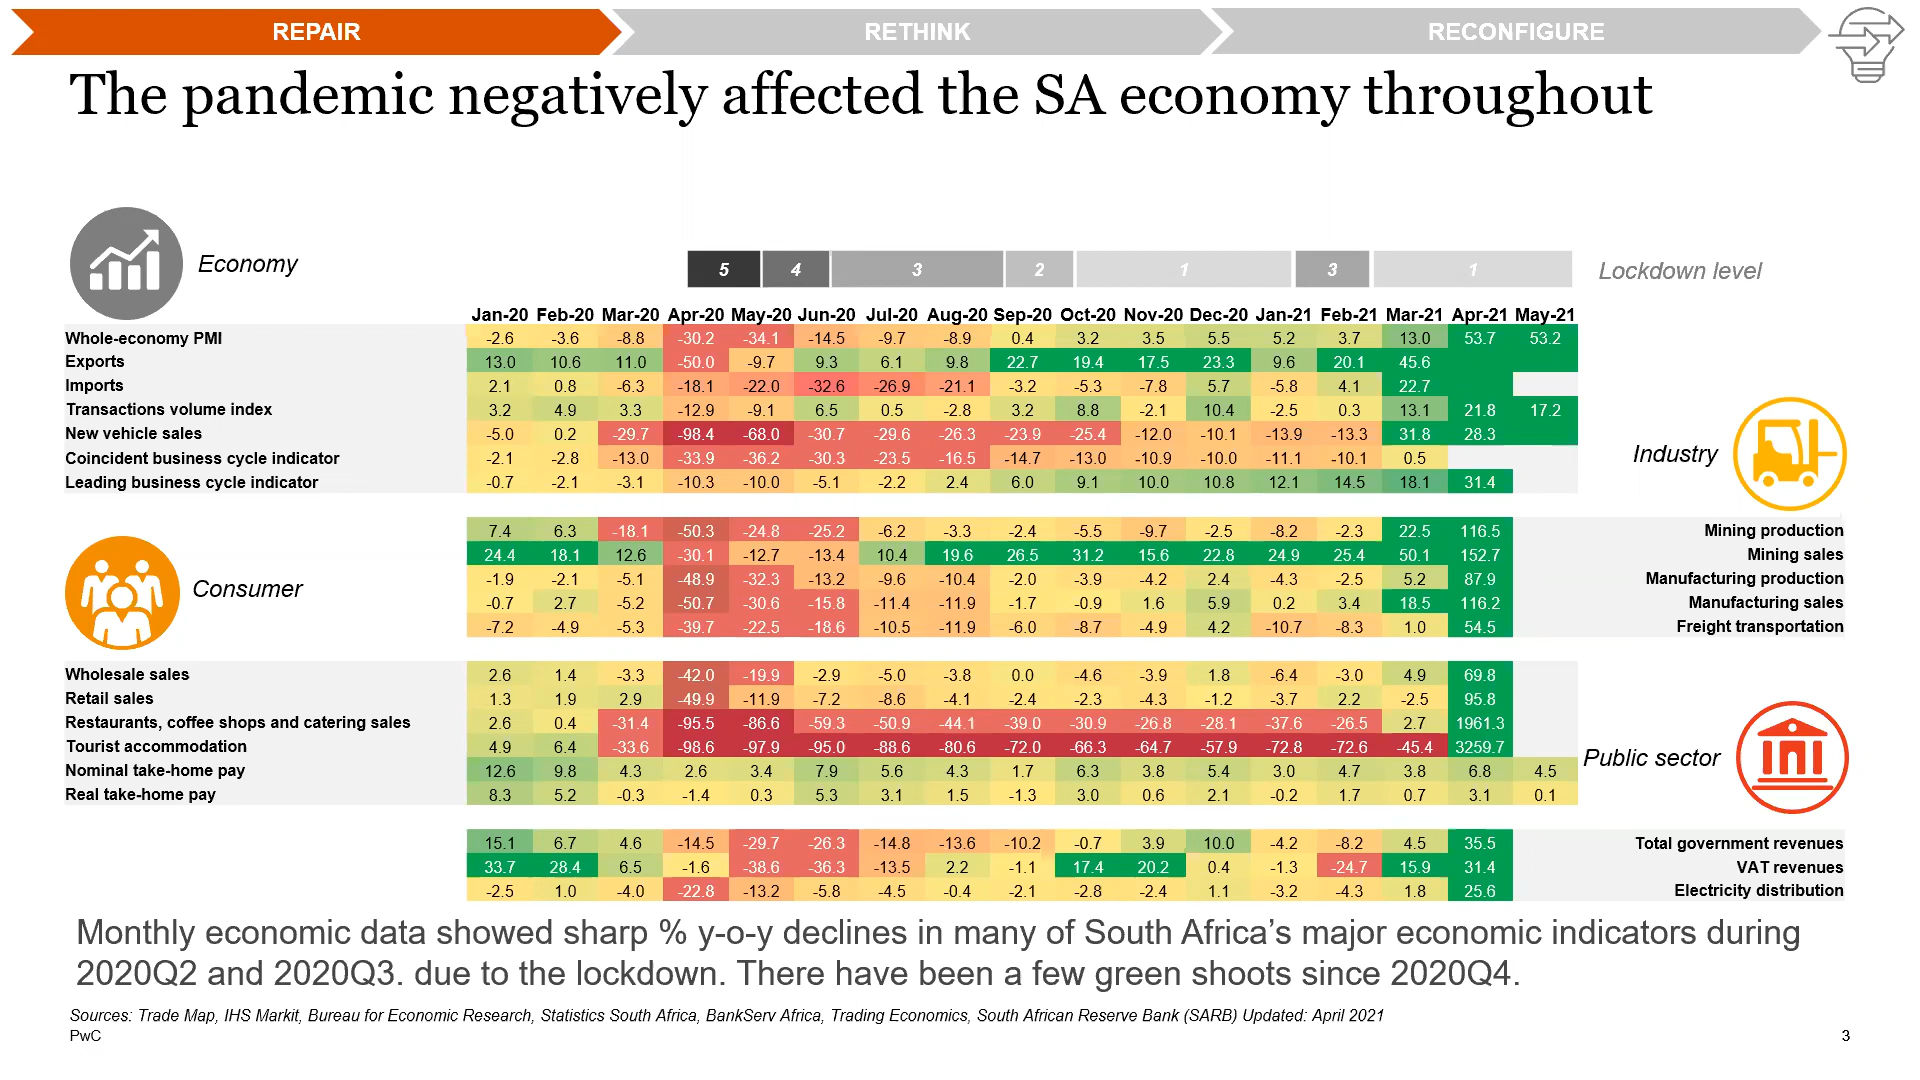 REPAIR RETHINK RECONFIGURE
The pandemic negatively affected the SA economy throughout
Economy
5 4 3 2 1 3 1 Lockdown level
Jan-20 Feb-20 Mar-20 Apr-20 May-20 Jun-20 Jul-20 Aug-20 Sep-20 Oct-20 Nov-20 Dec-20 Jan-21 Feb-21 Mar-21 Apr-21 May-21
Whole-economy PMI -2.6 -3.6 -8.8 -30.2 -34.1 -14.5 -9.7 -8.9 0.4 3.2 3.5 5.5 5.2 3.7 13.0 53.7 53.2
Exports 13.0 10.6 11.0 -50.0 -9.7 9.3 6.1 9.8 22.7 19.4 17.5 23.3 9.6 20.1 45.6
Imports 2.1 0.8 -6.3 -18.1 -22.0 -32.6 -26.9 -21.1 -3.2 -5.3 -7.8 5.7 -5.8 4.1 22.7
Transactions volume index 3.2 4.9 3.3 -12.9 -9.1 6.5 0.5 -2.8 3.2 8.8 -2.1 10.4 -2.5 0.3 13.1 21.8 17.2
New vehicle sales -5.0 0.2 -29.7 -98.4 -68.0 -30.7 -29.6 -26.3 -23.9 -25.4 -12.0 -10.1 -13.9 -13.3 31.8 28.3
Coincident business cycle indicator -2.1 -2.8 -13.0 -33.9 -36.2 -30.3 -23.5 -16.5 -14.7 -13.0 -10.9 -10.0 -11.1 -10.1 0.5
Leading business cycle indicator -0.7 -2.1 -3.1 -10.3 -10.0 -5.1 -2.2 2.4 6.0 9.1 10.0 10.8 12.1 14.5 18.1 31.4
Industry
7.4 6.3 -18.1 -50.3 -24.8 -25.2 -6.2 -3.3 -2.4 -5.5 -9.7 -2.5 -8.2 -2.3 22.5 116.5 Mining production
24.4 18.1 12.6 -30.1 -12.7 -13.4 10.4 19.6 26.5 31.2 15.6 22.8 24.9 25.4 50.1 152.7 Mining sales
-1.9 -2.1 -5.1 -48.9 -32.3 -13.2 -9.6 -10.4 -2.0 -3.9 -4.2 2.4 -4.3 -2.5 5.2 87.9 Manufacturing production
-0.7 2.7 -5.2 -50.7 -30.6 -15.8 -11.4 -11.9 -1.7 -0.9 1.6 5.9 0.2 3.4 18.5 116.2 Manufacturing sales
-7.2 -4.9 -5.3 -39.7 -22.5 -18.6 -10.5 -11.9 -6.0 -8.7 -4.9 4.2 -10.7 -8.3 1.0 54.5 Freight transportation
Consumer
Wholesale sales 2.6 1.4 -3.3 -42.0 -19.9 -2.9 -5.0 -3.8 0.0 -4.6 -3.9 1.8 -6.4 -3.0 4.9 69.8
Retail sales 1.3 1.9 2.9 -49.9 -11.9 -7.2 -8.6 -4.1 -2.4 -2.3 -4.3 -1.2 -3.7 2.2 -2.5 95.8
Restaurants, coffee shops and catering sales 2.6 0.4 -31.4 -95.5 -86.6 -59.3 -50.9 -44.1 -39.0 -30.9 -26.8 -28.1 -37.6 -26.5 2.7 1961.3
Tourist accommodation 4.9 6.4 -33.6 -98.6 -97.9 -95.0 -88.6 -80.6 -72.0 -66.3 -64.7 -57.9 -72.8 -72.6 -45.4 3259.7
Nominal take-home pay 12.6 9.8 4.3 2.6 3.4 7.9 5.6 4.3 1.7 6.3 3.8 5.4 3.0 4.7 3.8 6.8 4.5
Real take-home pay 8.3 5.2 -0.3 -1.4 0.3 5.3 3.1 1.5 -1.3 3.0 0.6 2.1 -0.2 1.7 0.7 3.1 0.1
Public sector
15.1 6.7 4.6 -14.5 -29.7 -26.3 -14.8 -13.6 -10.2 -0.7 3.9 10.0 -4.2 -8.2 4.5 35.5 Total government revenues
33.7 28.4 6.5 -1.6 -38.6 -36.3 -13.5 2.2 -1.1 17.4 20.2 0.4 -1.3 -24.7 15.9 31.4 VAT revenues
-2.5 1.0 -4.0 -22.8 -13.2 -5.8 -4.5 -0.4 -2.1 -2.8 -2.4 1.1 -3.2 -4.3 1.8 25.6 Electricity distribution
Monthly economic data showed sharp % y-o-y declines in many of South Africa’s major economic indicators during
2020Q2 and 2020Q3. due to the lockdown. There have been a few green shoots since 2020Q4.
Sources: Trade Map, IHS Markit, Bureau for Economic Research, Statistics South Africa, BankServ Africa, Trading Economics, South African Reserve Bank (SARB) Updated: April 2021
PwC 3